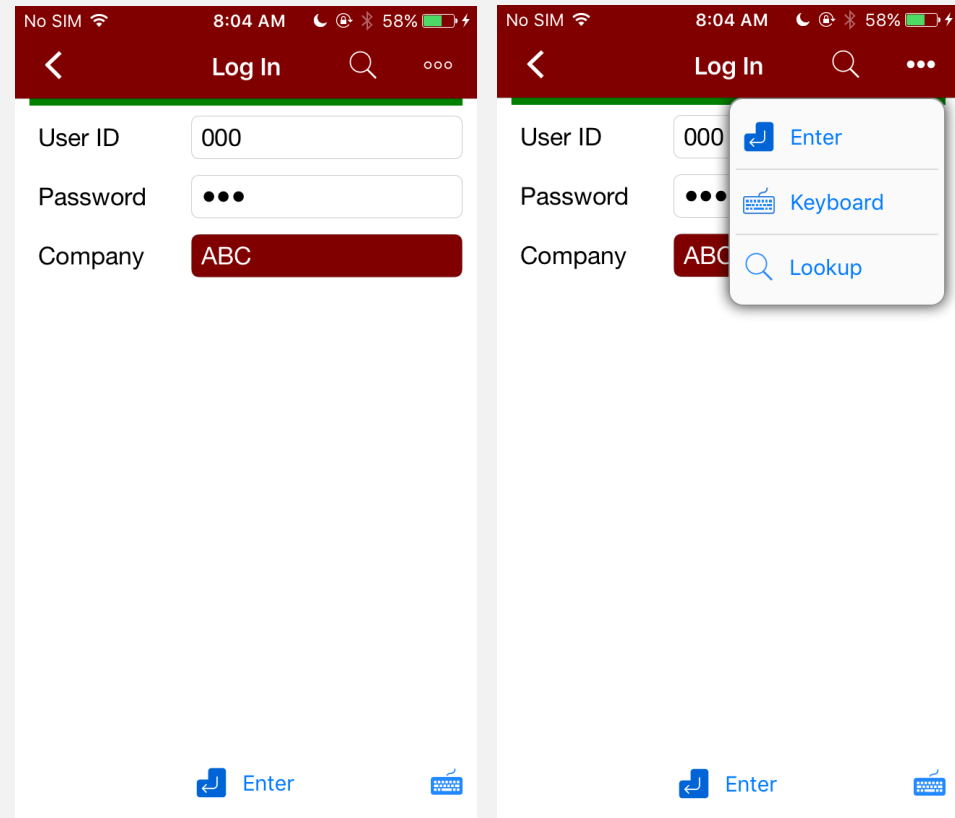 No SIM 8:04 AM 58%
Log In
User ID 000
Password •••
Company ABC
Enter
No SIM 8:04 AM 58%
Log In
User ID 000
Password •••
Company ABC
Enter
Keyboard
Lookup
Enter